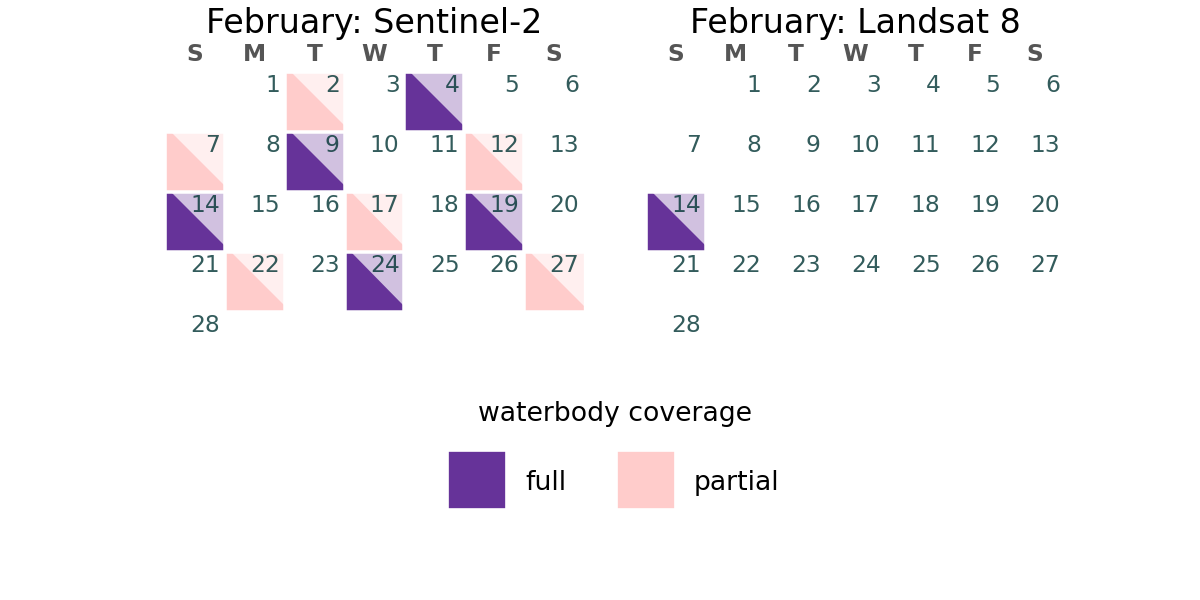 February: Sentinel-2
S M T W T F S
1 2 3 4 5 6
7 8 9 10 11 12 13
14 15 16 17 18 19 20
21 22 23 24 25 26 27
28
February: Landsat 8
S M T W T F S
1 2 3 4 5 6
7 8 9 10 11 12 13
14 15 16 17 18 19 20
21 22 23 24 25 26 27
28
waterbody coverage
full
partial